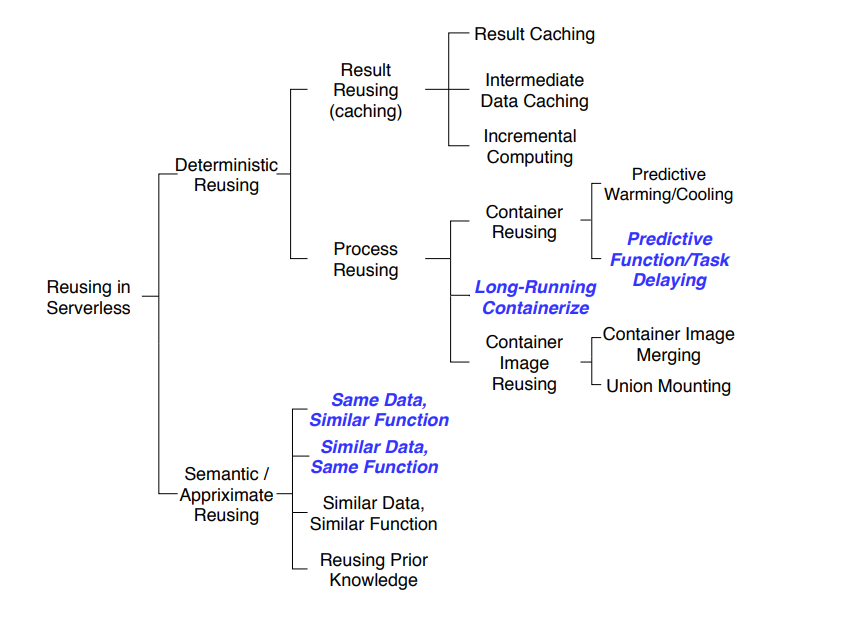 Result Caching
Result
Reusing
(caching)
Intermediate
Data Caching
Incremental
Computing
Deterministic
Reusing
Predictive
Warming/Cooling
Container
Reusing
Predictive
Function/Task
Delaying
Process
Reusing
Reusing in
Serverless
Long-Running
Containerize
Container
Image
Reusing
Container Image
Merging
Union Mounting
Same Data,
Similar Function
Similar Data,
Same Function
Semantic /
Appriximate
Reusing
Similar Data,
Similar Function
Reusing Prior
Knowledge